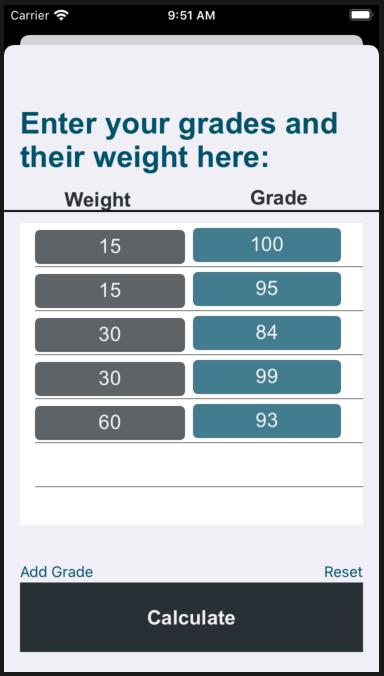 Carrier 9:51 AM
Enter your grades and
their weight here:
Weight Grade
15 100
15 95
30 84
30 99
60 93
Add Grade Reset
Calculate